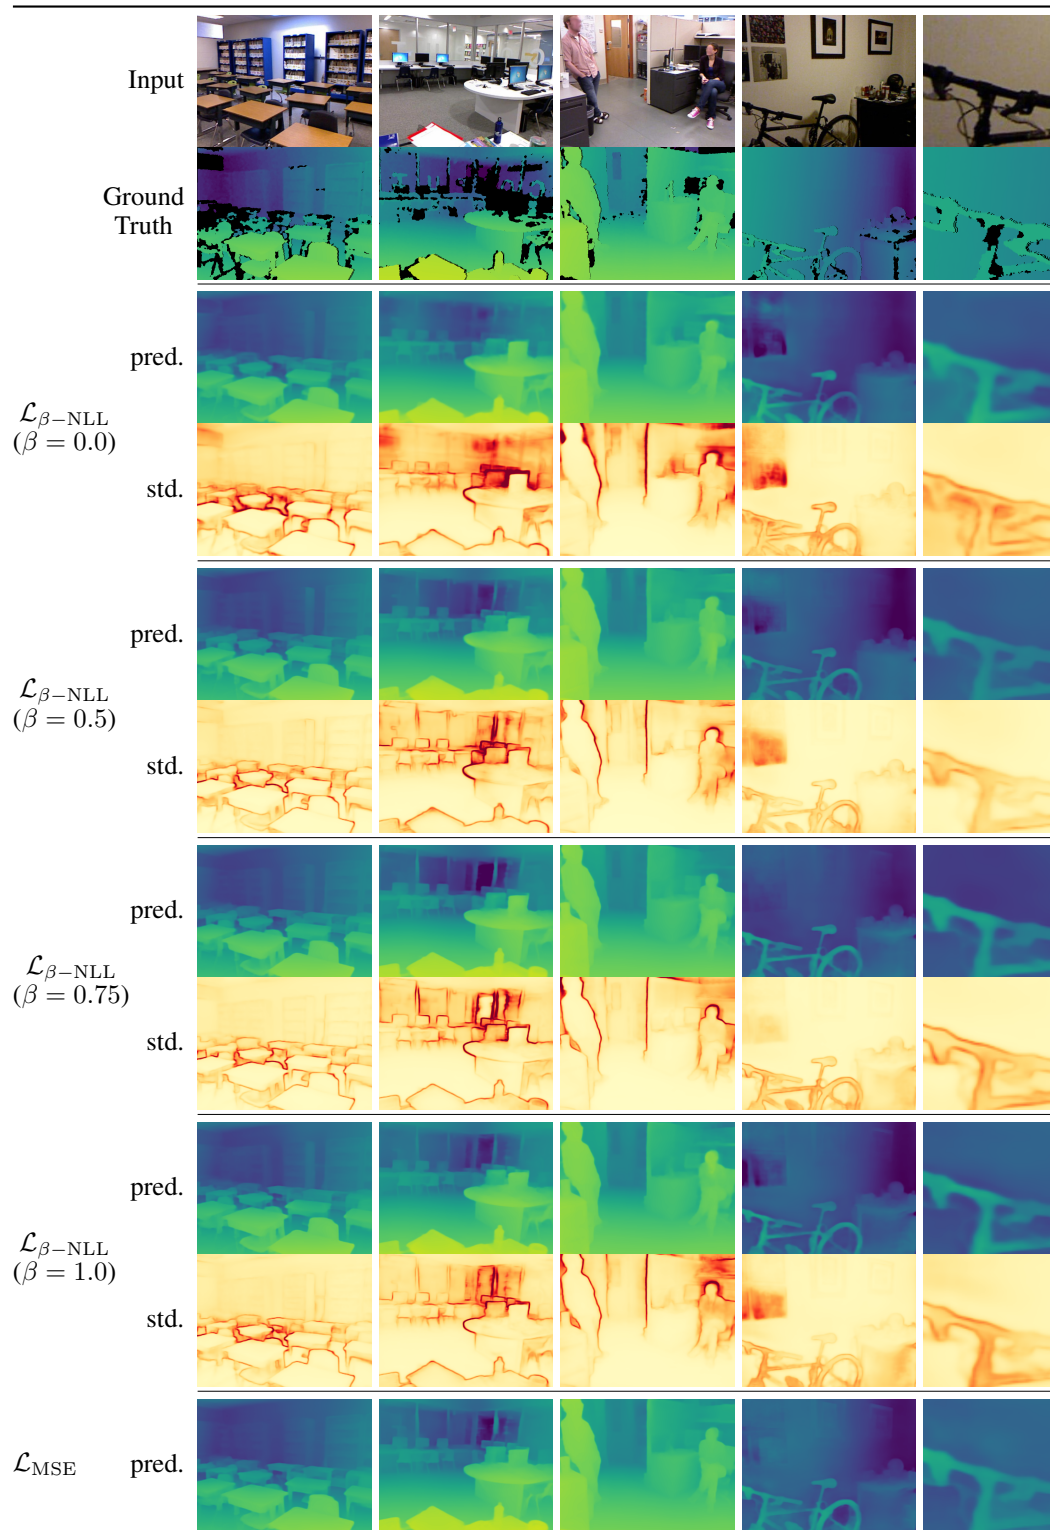 Input
Ground
Truth
pred.
ℒβ−NLL
(β = 0.0)
std.
pred.
ℒβ−NLL
(β = 0.5)
std.
pred.
ℒβ−NLL
(β = 0.75)
std.
pred.
ℒβ−NLL
(β = 1.0)
std.
ℒMSE pred.